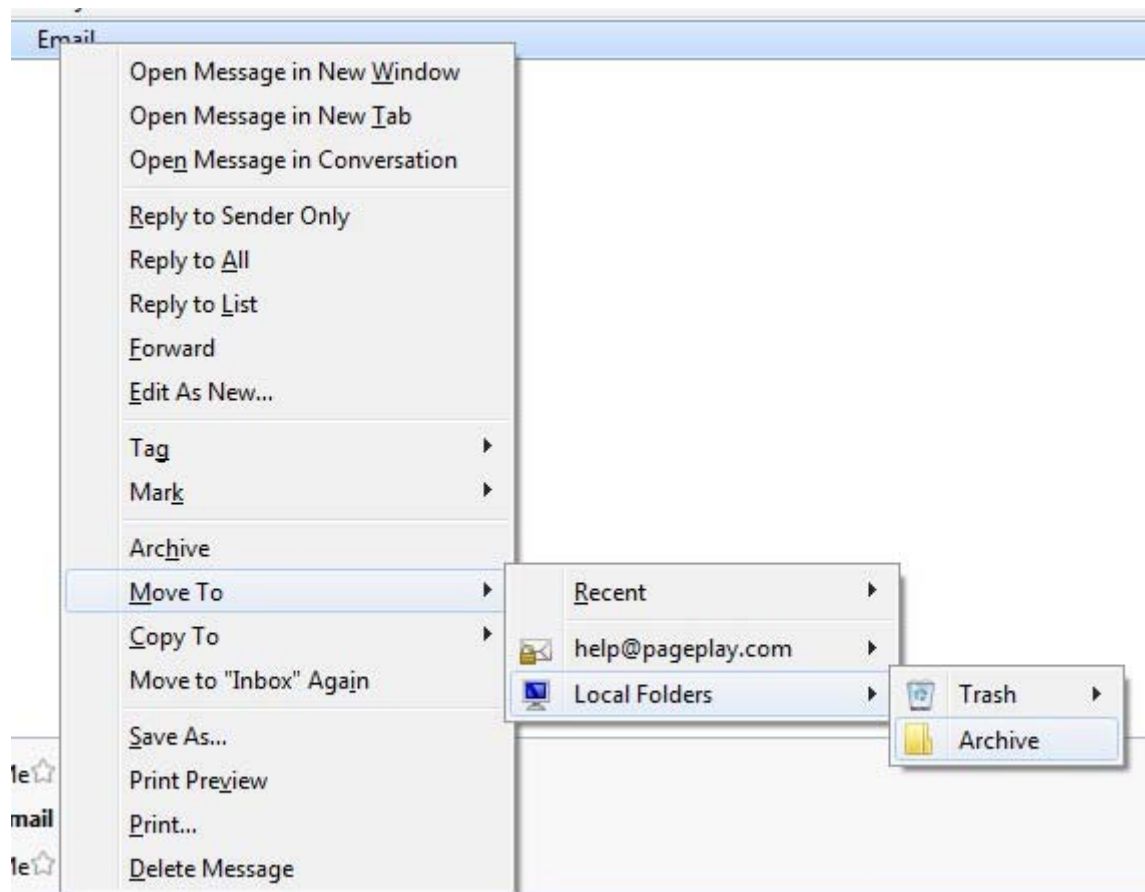 Email
Open Message in New Window
Open Message in New Tab
Open Message in Conversation
Reply to Sender Only
Reply to All
Reply to List
Forward
Edit As New...
Tag
Mark
Archive
Move To
Copy To
Move to "Inbox" Again
Save As...
Print Preview
Print...
Delete Message
Recent
help@pageplay.com
Local Folders
Trash
Archive